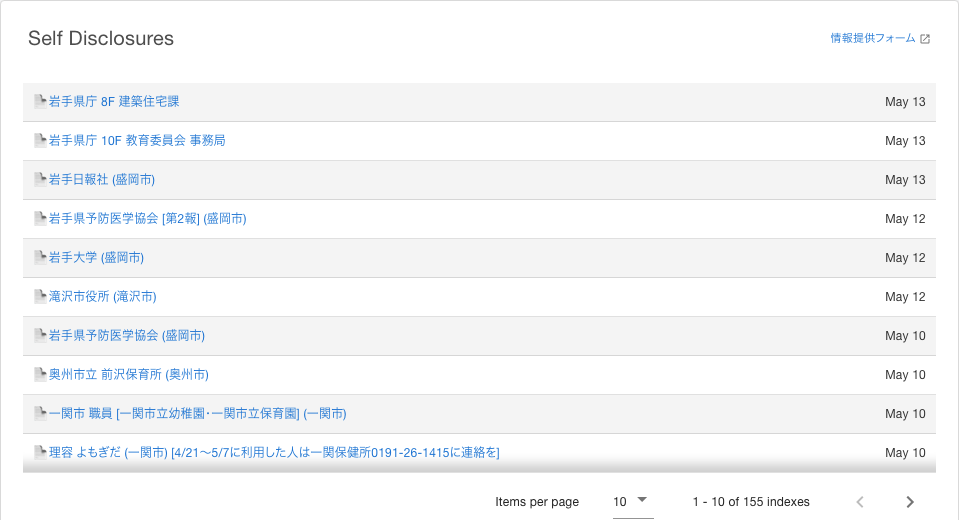 Self Disclosures
情報提供フォーム
岩手県庁 8F 建築住宅課 May 13
岩手県庁 10F 教育委員会 事務局 May 13
岩手日報社 (盛岡市) May 13
岩手県予防医学協会 [第2報] (盛岡市) May 12
岩手大学 (盛岡市) May 12
滝沢市役所 (滝沢市) May 12
岩手県予防医学協会 (盛岡市) May 10
奥州市立 前沢保育所 (奥州市) May 10
一関市 職員 [一関市立幼稚園･一関市立保育園] (一関市) May 10
理容 よもぎだ (一関市) [4/21〜5/7に利用した人は一関保健所0191-26-1415に連絡を] May 10
Items per page 10 1 - 10 of 155 indexes